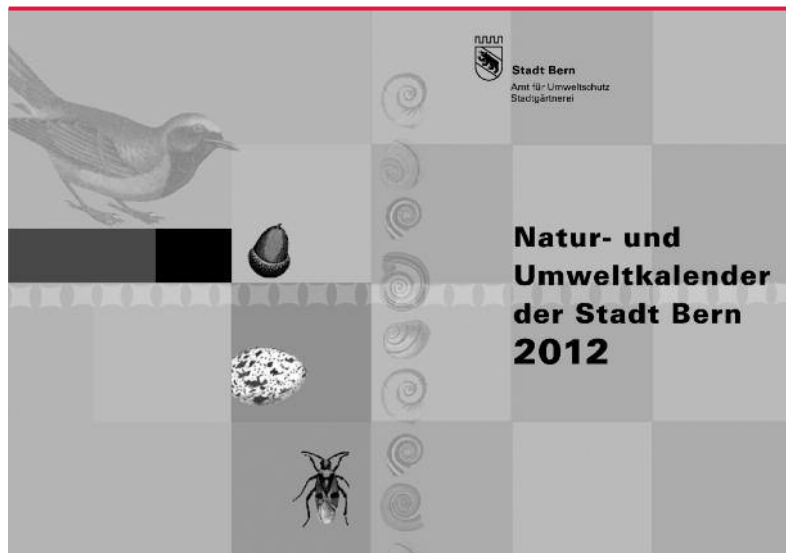 Stadt Bern
Amt für Umweltschutz
Stadtgärtnerei
Natur- und
Umweltkalender
der Stadt Bern
2012